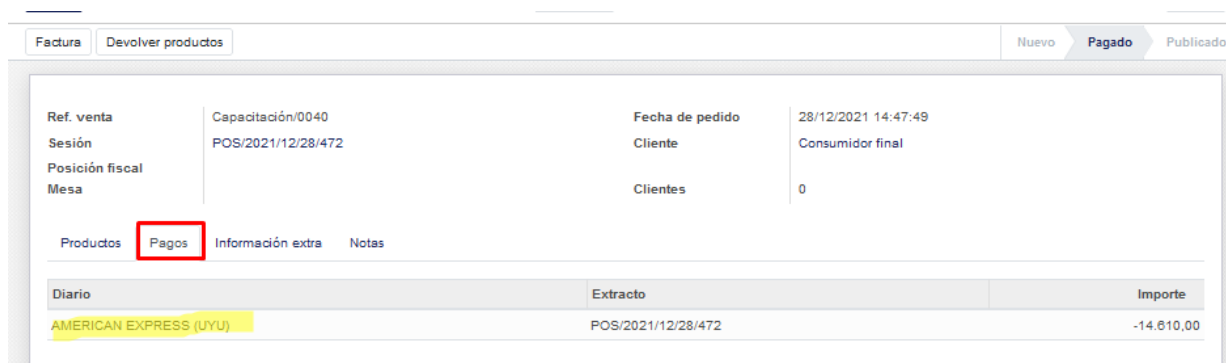 Factura Devolver productos Nuevo Pagado Publicado
Ref. venta Capacitación/0040 Fecha de pedido 28/12/2021 14:47:49
Sesión POS/2021/12/28/472 Cliente Consumidor final
Posición fiscal
Mesa Clientes 0
Productos Pagos Información extra Notas
Diario Extracto Importe
AMERICAN EXPRESS (UYU) POS/2021/12/28/472 -14.610,00